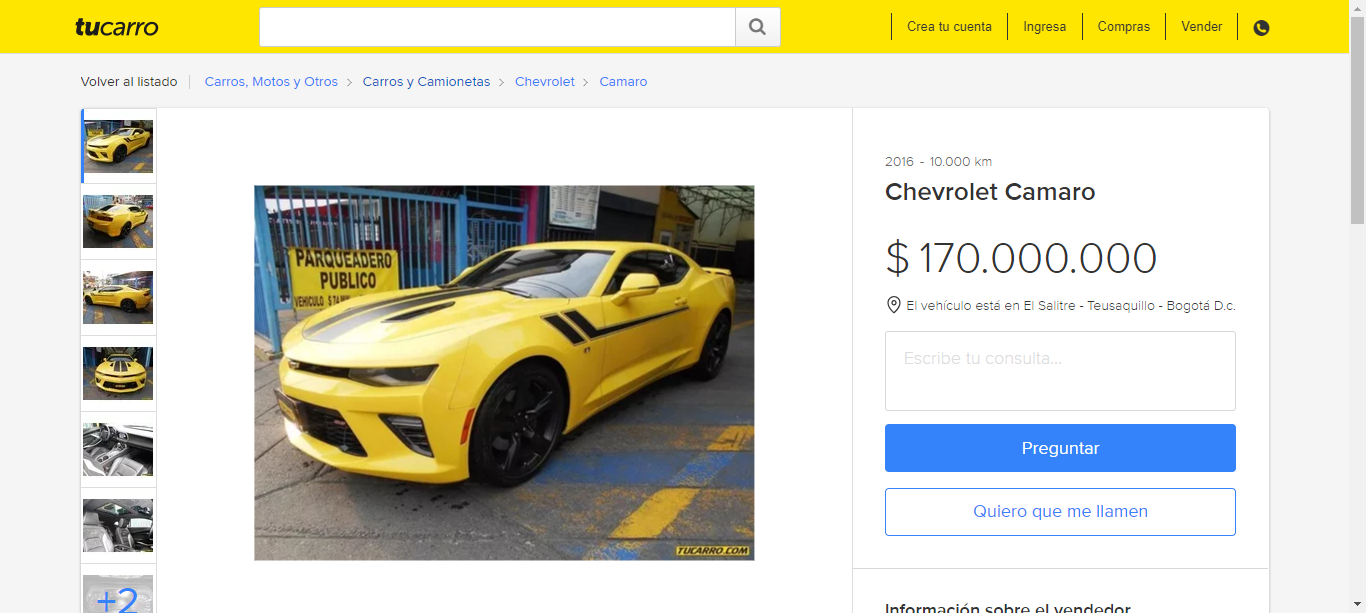 tucarro
Crea tu cuenta
Ingresa
Compras
Vender
Volver al listado
Carros, Motos y Otros
Carros y Camionetas
Chevrolet
Camaro
PARQUEADERO
PUBLICO
VEHICULO
TUCARRO.COM
+2
2016 - 10.000 km
Chevrolet Camaro
$ 170.000.000
El vehículo está en El Salitre - Teusaquillo - Bogotá D.c.
Escribe tu consulta...
Preguntar
Quiero que me llamen
Información sobre el vendedor